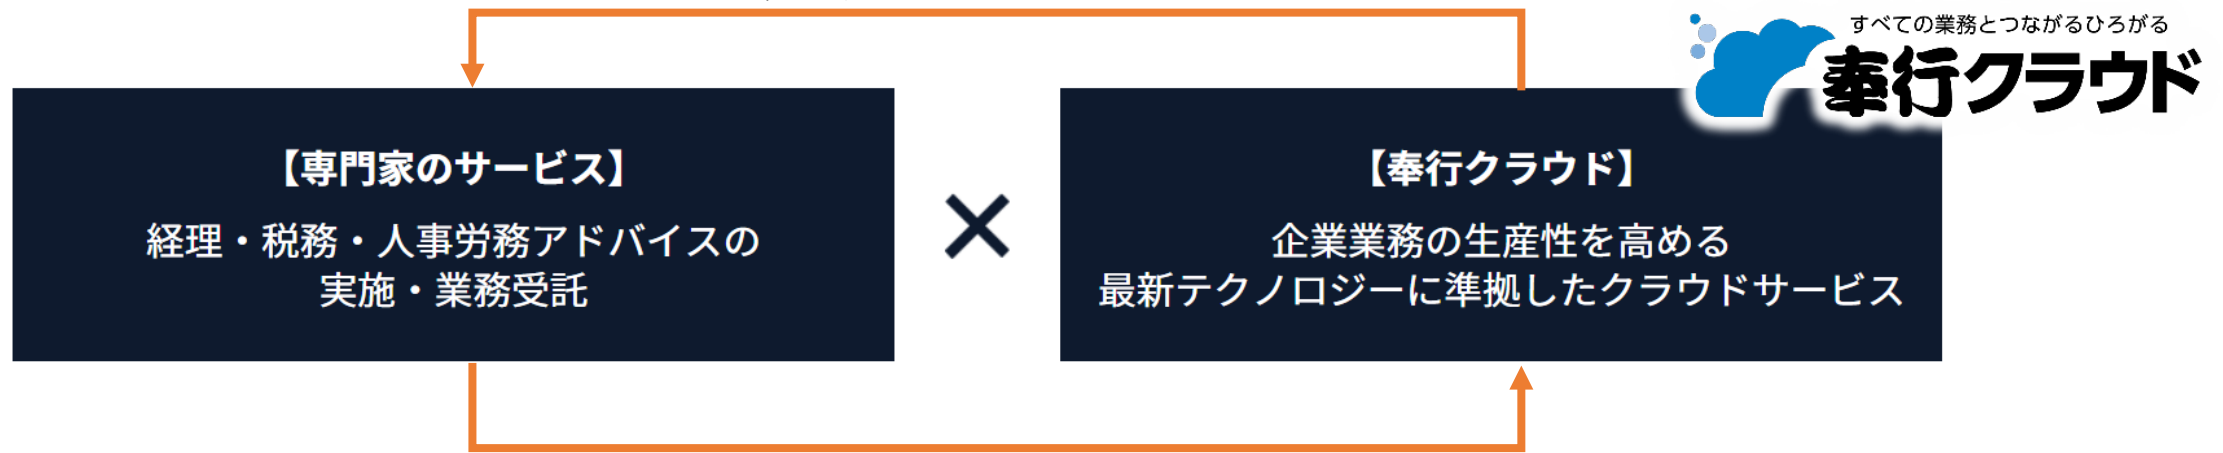 すべての業務とつながるひろがる
奉行クラウド
【専門家のサービス】
経理・税務・人事労務アドバイスの
実施・業務受託
×
【奉行クラウド】
企業業務の生産性を高める
最新テクノロジーに準拠したクラウドサービス